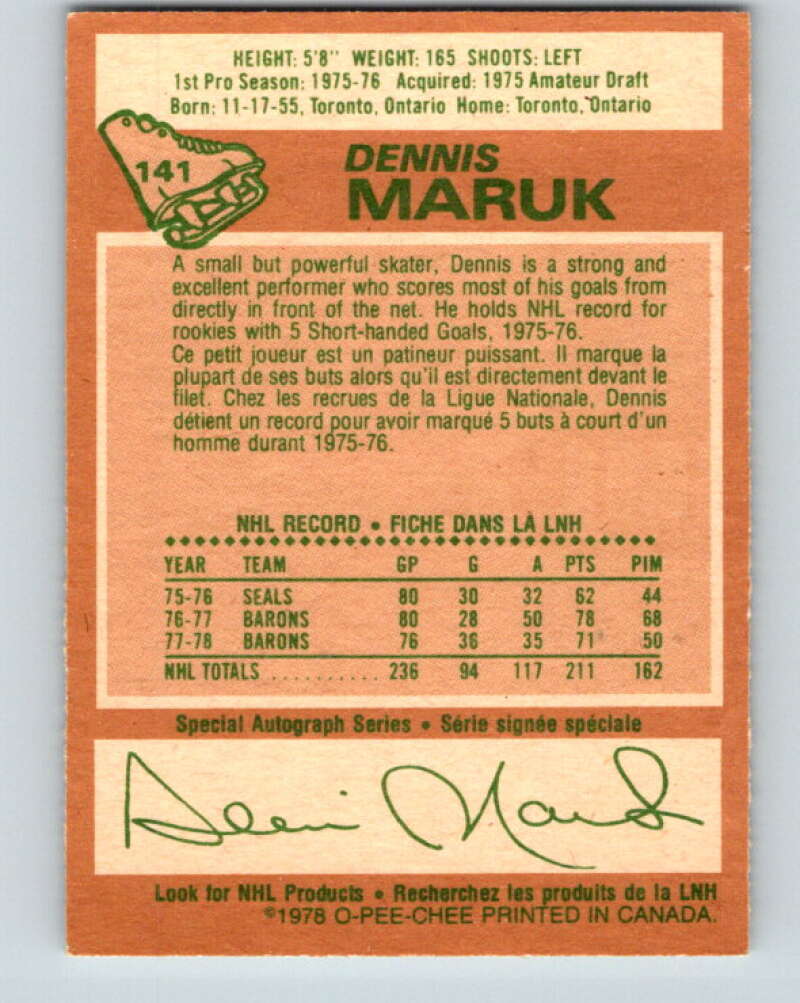 HEIGHT: 5'8" WEIGHT: 165 SHOOTS: LEFT
1st Pro Season: 1975-76 Acquired: 1975 Amateur Draft
Born: 11-17-55, Toronto, Ontario Home: Toronto, Ontario
141
DENNIS
MARUK
A small but powerful skater, Dennis is a strong and
excellent performer who scores most of his goals from
directly in front of the net. He holds NHL record for
rookies with 5 Short-handed Goals, 1975-76.
Ce petit joueur est un patineur puissant. Il marque la
plupart de ses buts alors qu'il est directement devant le
filet. Chez les recrues de la Ligue Nationale, Dennis
détient un record pour avoir marqué 5 buts à court d'un
homme durant 1975-76.
NHL RECORD • FICHE DANS LÀ LNH
YEAR TEAM GP G A PTS PIM
75-76 SEALS 80 30 32 62 44
76-77 BARONS 80 28 50 78 68
77-78 BARONS 76 36 35 71 50
NHL TOTALS ........... 236 94 117 211 162
Special Autograph Series • Série signée spéciale
Dennis Maruk
Look for NHL Products • Recherchez les produits de la LNH
©1978 O-PEE-CHEE PRINTED IN CANADA.